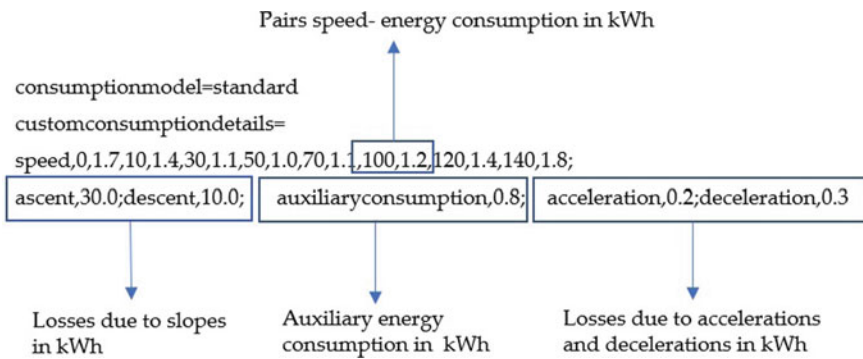 Pairs speed- energy consumption in kWh
consumptionmodel=standard
customconsumptiondetails=
speed,0,1.7,10,1.4,30,1.1,50,1.0,70,1.1,100,1.2,120,1.4,140,1.8;
ascent,30.0;descent,10.0; auxiliaryconsumption,0.8; acceleration,0.2;deceleration,0.3
Losses due to slopes
in kWh
Auxiliary energy
consumption in kWh
Losses due to accelerations
and decelerations in kWh